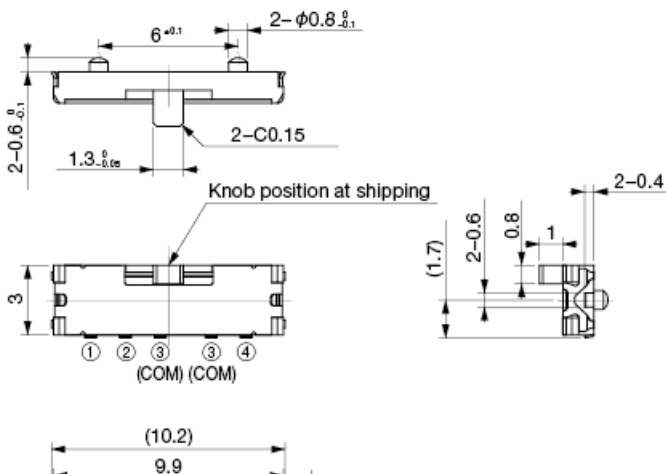 2-φ0.8 0 -0.1
6 ±0.1
2-0.6 0 -0.1
2-C0.15
1.3 0 -0.05
Knob position at shipping
2-0.4
1
0.8
2-0.6
(1.7)
3
① ② ③ ③ ④
(COM) (COM)
(10.2)
9.9